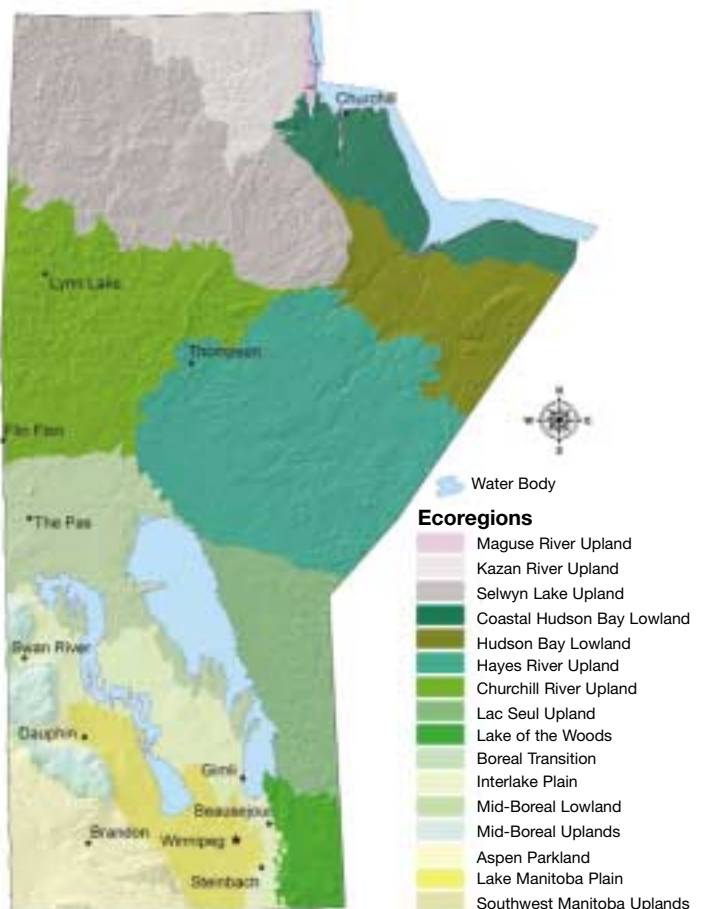 Churchill
Lynn Lake
Thompson
Flin Flon
N
W
E
S
Water Body
The Pas
Ecoregions
Maguse River Upland
Kazan River Upland
Selwyn Lake Upland
Coastal Hudson Bay Lowland
Hudson Bay Lowland
Hayes River Upland
Churchill River Upland
Lac Seul Upland
Lake of the Woods
Boreal Transition
Interlake Plain
Mid-Boreal Lowland
Mid-Boreal Uplands
Aspen Parkland
Lake Manitoba Plain
Southwest Manitoba Uplands
Swan River
Dauphin
Gimli
Beausejour
Brandon
Winnipeg
Steinbach